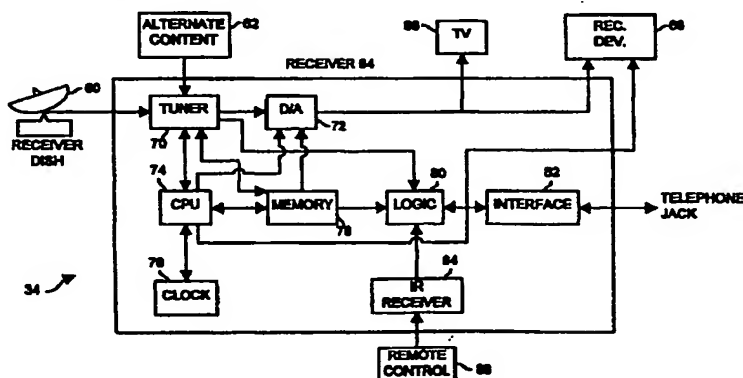 ALTERNATE
CONTENT
62
66
TV
REC.
DEV.
68
RECEIVER 64
60
RECEIVER
DISH
TUNER
70
D/A
72
74
CPU
MEMORY
78
80
LOGIC
82
INTERFACE
TELEPHONE
JACK
76
CLOCK
84
IR
RECEIVER
34
REMOTE
CONTROL